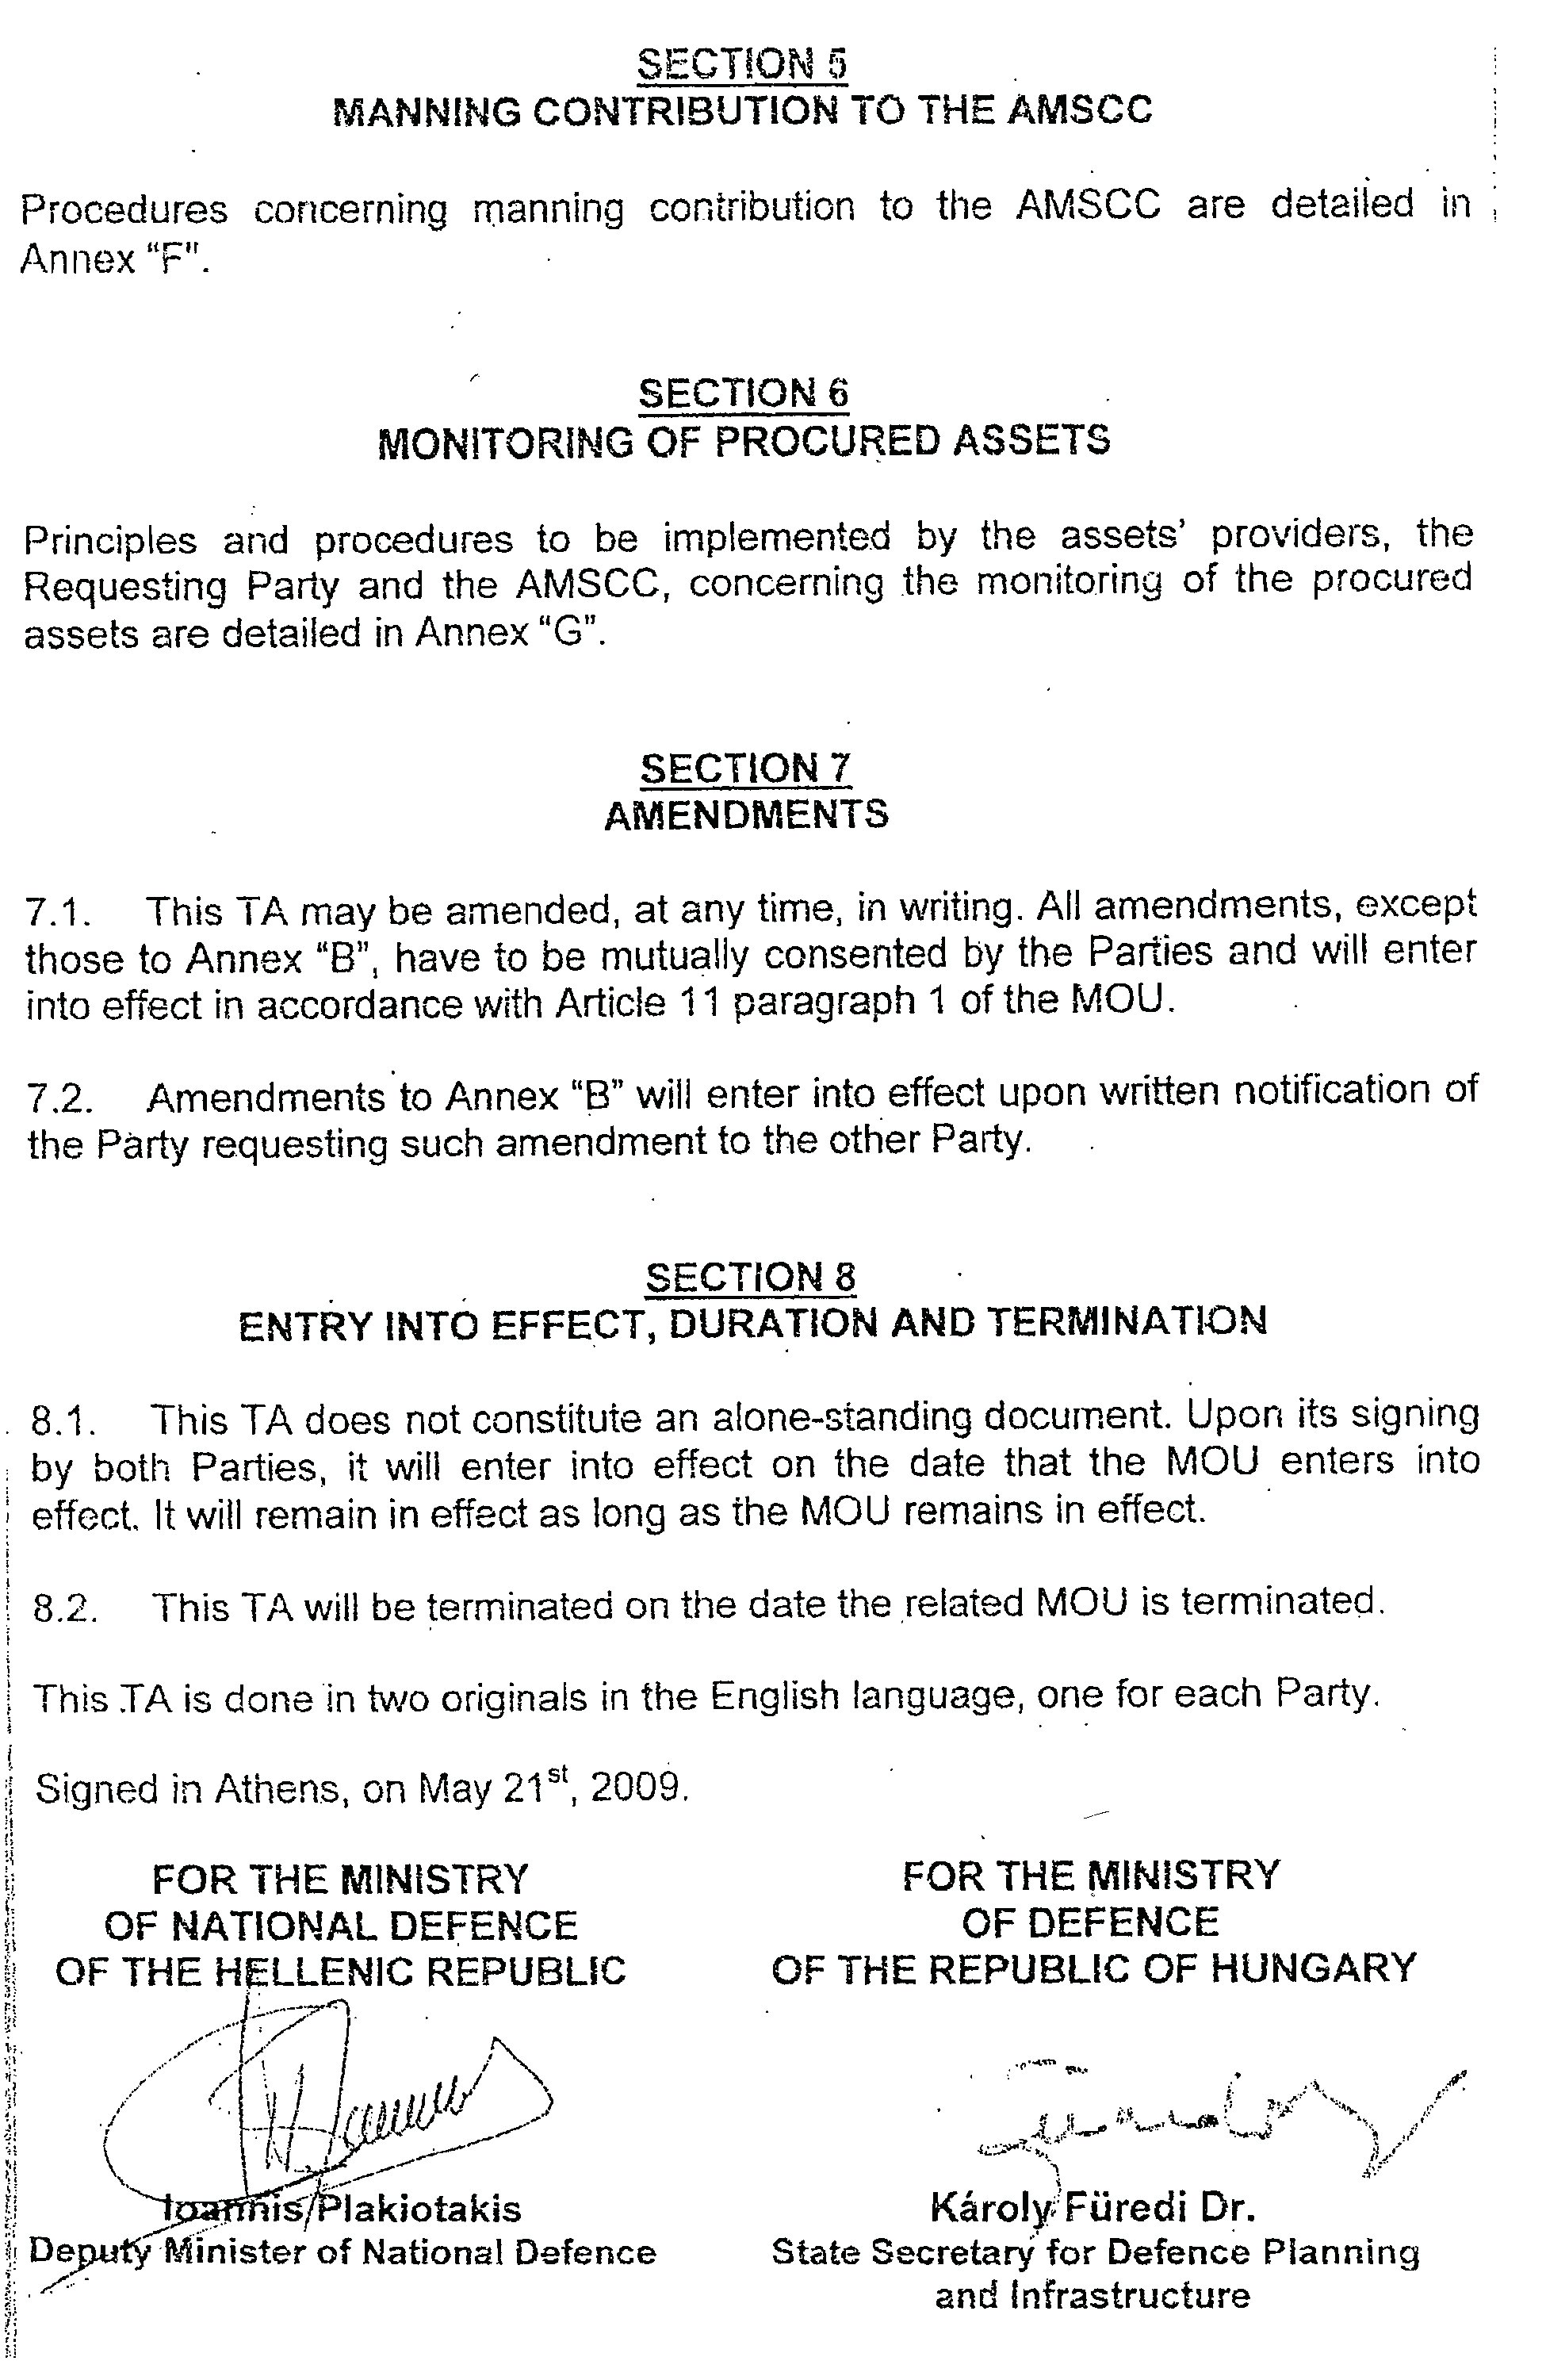 SECTION 5
MANNING CONTRIBUTION TO THE AMSCC
Procedures concerning manning contribution to the AMSCC are detailed in
Annex “F”.
SECTION 6
MONITORING OF PROCURED ASSETS
Principles and procedures to be implemented by the assets’ providers, the
Requesting Party and the AMSCC, concerning the monitoring of the procured
assets are detailed in Annex “G”.
SECTION 7
AMENDMENTS
7.1. This TA may be amended, at any time, in writing. All amendments, except
those to Annex “B”, have to be mutually consented by the Parties and will enter
into effect in accordance with Article 11 paragraph 1 of the MOU.
7.2. Amendments to Annex “B” will enter into effect upon written notification of
the Party requesting such amendment to the other Party.
SECTION 8
ENTRY INTO EFFECT, DURATION AND TERMINATION
8.1. This TA does not constitute an alone-standing document. Upon its signing
by both Parties, it will enter into effect on the date that the MOU enters into
effect. It will remain in effect as long as the MOU remains in effect.
8.2. This TA will be terminated on the date the related MOU is terminated.
This TA is done in two originals in the English language, one for each Party.
Signed in Athens, on May 21st, 2009.
FOR THE MINISTRY
OF NATIONAL DEFENCE
OF THE HELLENIC REPUBLIC
Ioannis Plakiotakis
Deputy Minister of National Defence
FOR THE MINISTRY
OF DEFENCE
OF THE REPUBLIC OF HUNGARY
Károly Füredi Dr.
State Secretary for Defence Planning
and Infrastructure